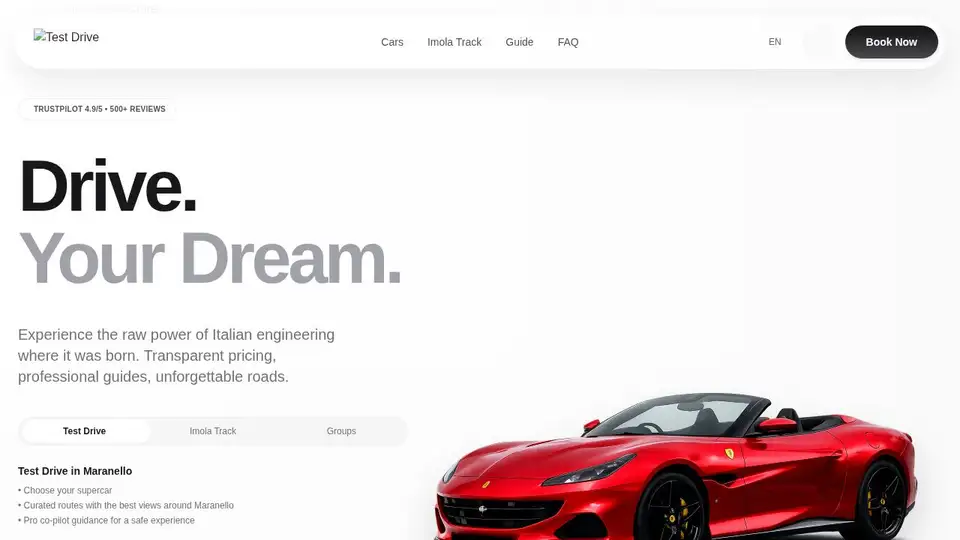 Test Drive
Cars
Imola Track
Guide
FAQ
EN
Book Now
TRUSTPILOT 4.9/5 • 500+ REVIEWS
Drive.
Your Dream.
Experience the raw power of Italian engineering
where it was born. Transparent pricing,
professional guides, unforgettable roads.
Test Drive
Imola Track
Groups
Test Drive in Maranello
• Choose your supercar
• Curated routes with the best views around Maranello
• Pro co-pilot guidance for a safe experience